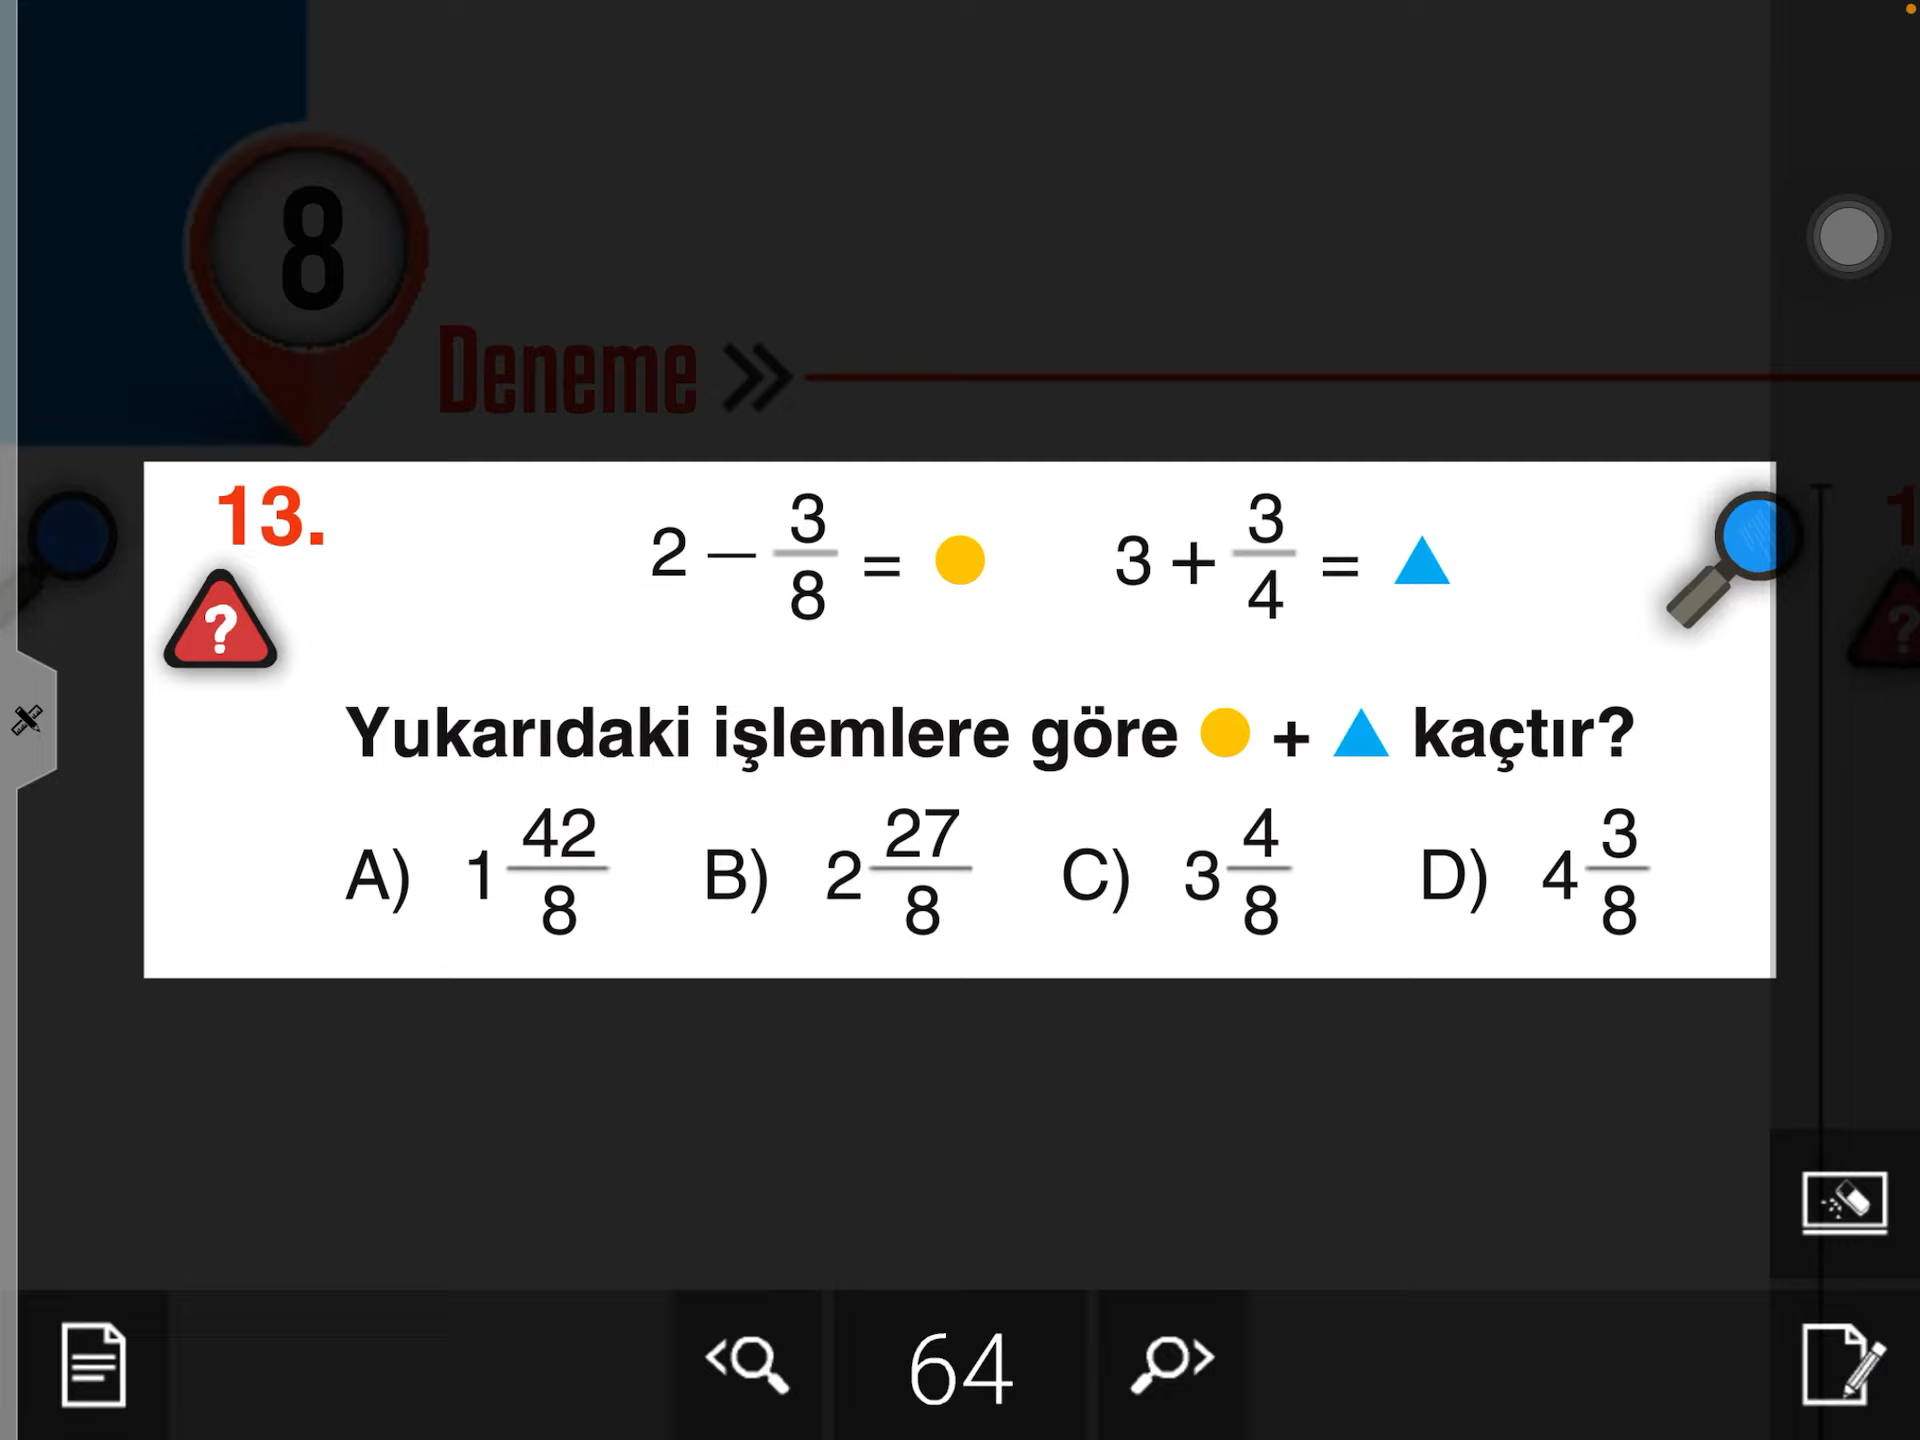 8
Deneme
13.
2 − 3/8 = 🟡 3 + 3/4 = 🔺
?
Yukarıdaki işlemlere göre 🟡 + 🔺 kaçtır?
A) 1 42/8 B) 2 27/8 C) 3 4/8 D) 4 3/8
64